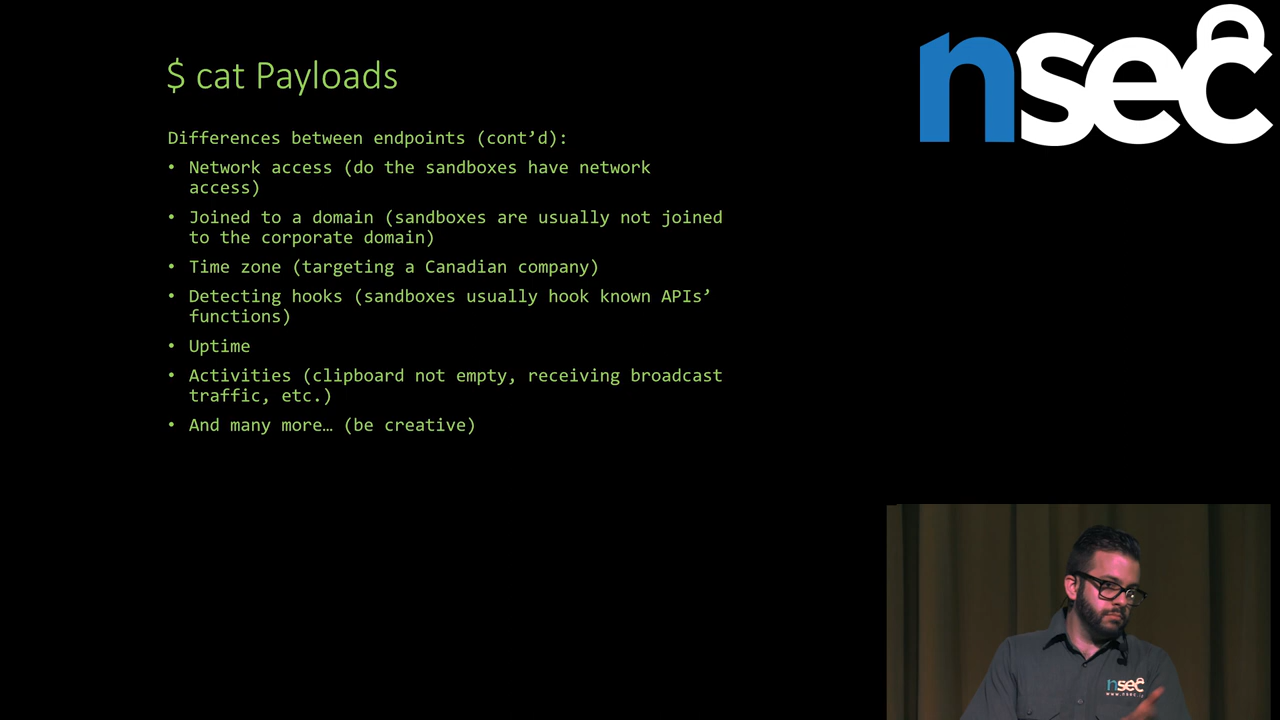 $ cat Payloads
nsec
Differences between endpoints (cont’d):
• Network access (do the sandboxes have network
access)
• Joined to a domain (sandboxes are usually not joined
to the corporate domain)
• Time zone (targeting a Canadian company)
• Detecting hooks (sandboxes usually hook known APIs’
functions)
• Uptime
• Activities (clipboard not empty, receiving broadcast
traffic, etc.)
• And many more… (be creative)
nsec